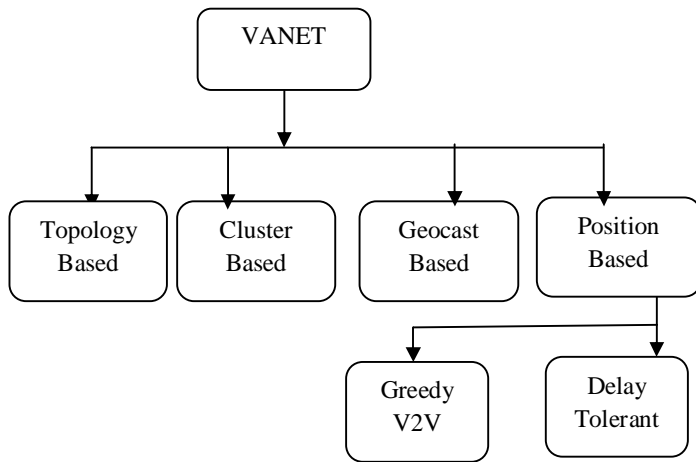 VANET
Topology
Based
Cluster
Based
Geocast
Based
Position
Based
Greedy
V2V
Delay
Tolerant